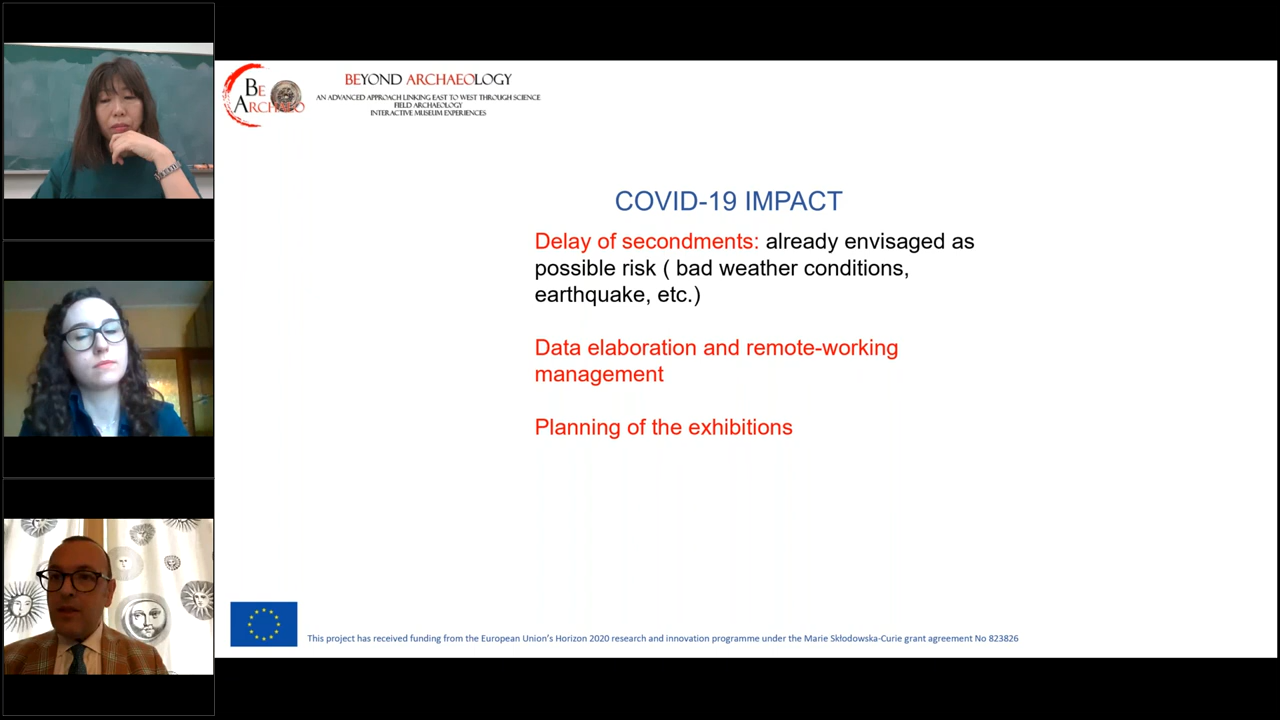 BE
ARCHAEO
BEYOND ARCHAEOLOGY
AN ADVANCED APPROACH LINKING EAST TO WEST THROUGH SCIENCE
FIELD ARCHAEOLOGY
INTERACTIVE MUSEUM EXPERIENCES
COVID-19 IMPACT
Delay of secondments: already envisaged as
possible risk ( bad weather conditions,
earthquake, etc.)
Data elaboration and remote-working
management
Planning of the exhibitions
This project has received funding from the European Union's Horizon 2020 research and innovation programme under the Marie Skłodowska-Curie grant agreement No 823826